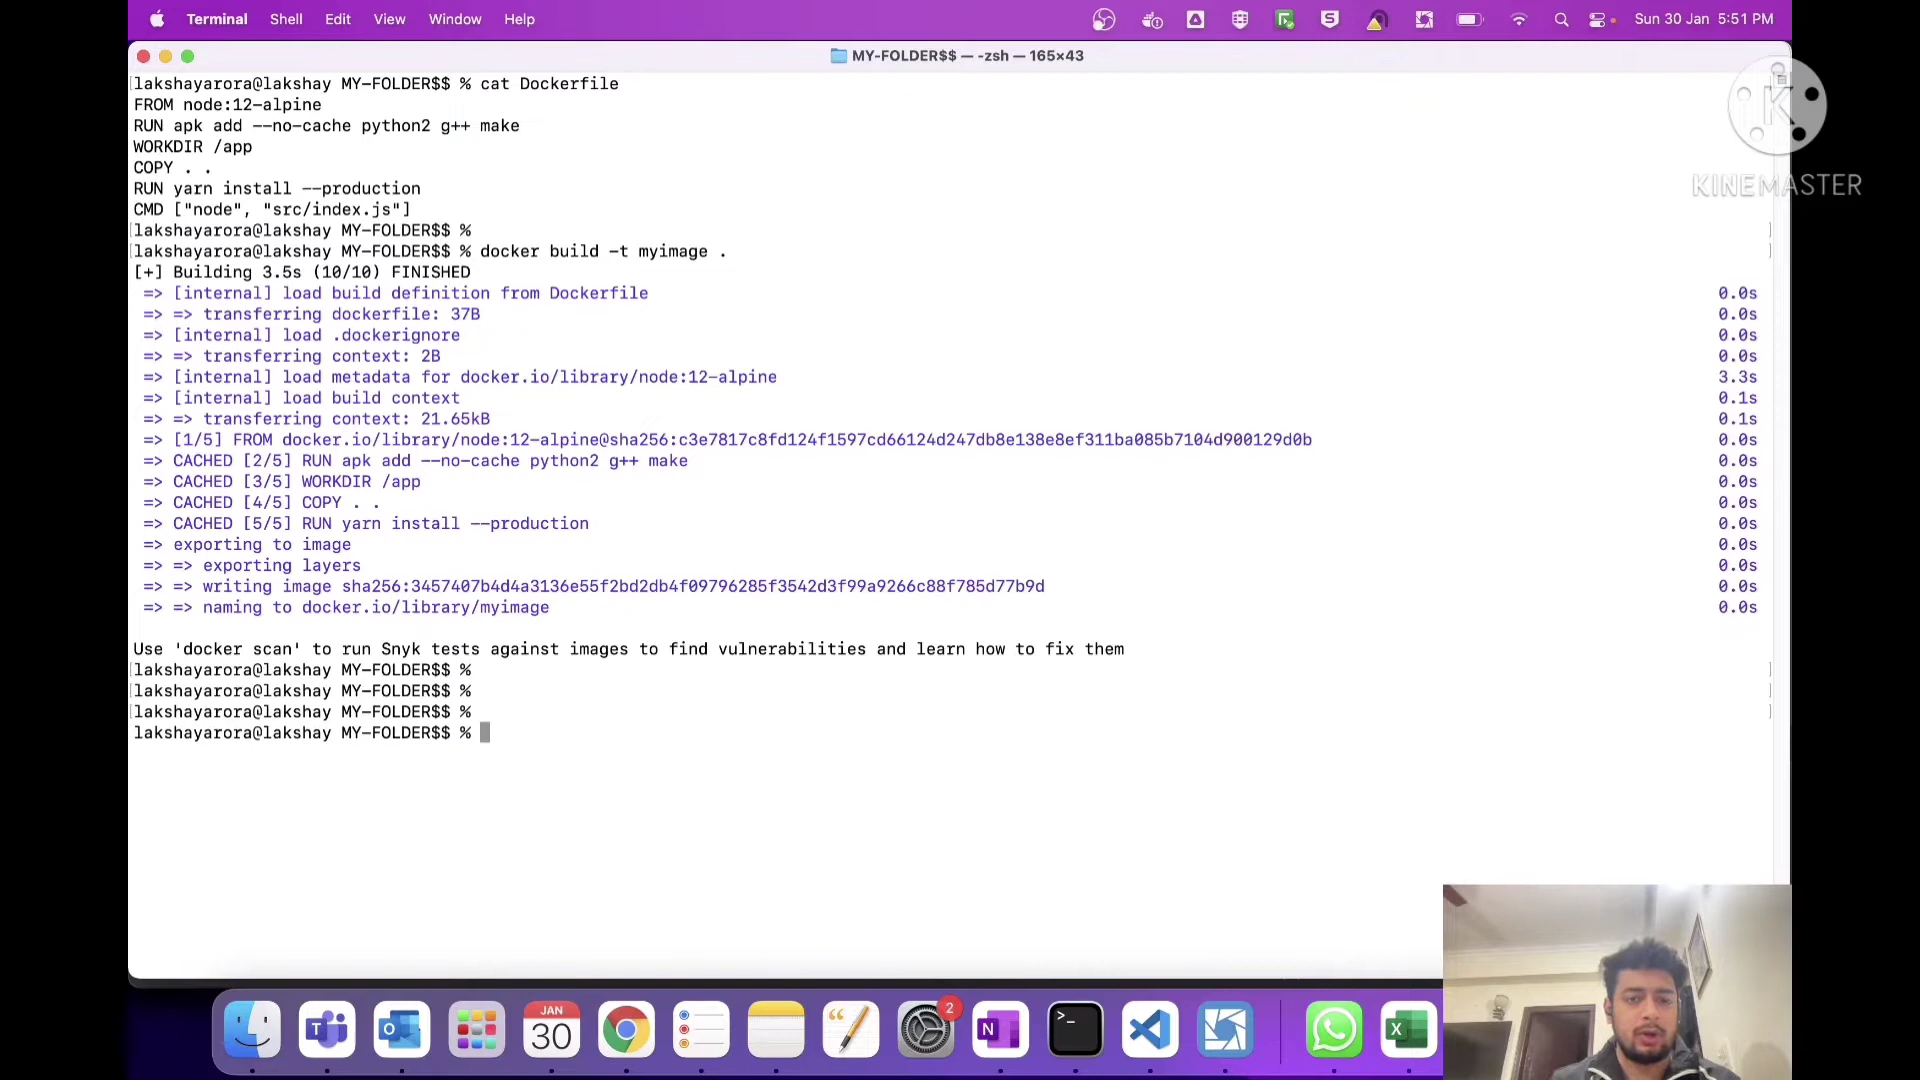 Terminal Shell Edit View Window Help Sun 30 Jan 5:51 PM
MY-FOLDER$$ — -zsh — 165×43
lakshayarora@lakshay MY-FOLDER$$ % cat Dockerfile
FROM node:12-alpine
RUN apk add --no-cache python2 g++ make
WORKDIR /app
COPY . .
RUN yarn install --production
CMD ["node", "src/index.js"]
lakshayarora@lakshay MY-FOLDER$$ %
lakshayarora@lakshay MY-FOLDER$$ % docker build -t myimage .
[+] Building 3.5s (10/10) FINISHED
=> [internal] load build definition from Dockerfile 0.0s
=> => transferring dockerfile: 37B 0.0s
=> [internal] load .dockerignore 0.0s
=> => transferring context: 2B 0.0s
=> [internal] load metadata for docker.io/library/node:12-alpine 3.3s
=> [internal] load build context 0.1s
=> => transferring context: 21.65kB 0.1s
=> [1/5] FROM docker.io/library/node:12-alpine@sha256:c3e7817c8fd124f1597cd66124d247db8e138e8ef311ba085b7104d900129d0b 0.0s
=> CACHED [2/5] RUN apk add --no-cache python2 g++ make 0.0s
=> CACHED [3/5] WORKDIR /app 0.0s
=> CACHED [4/5] COPY . . 0.0s
=> CACHED [5/5] RUN yarn install --production 0.0s
=> exporting to image 0.0s
=> => exporting layers 0.0s
=> => writing image sha256:3457407b4d4a3136e55f2bd2db4f09796285f3542d3f99a9266c88f785d77b9d 0.0s
=> => naming to docker.io/library/myimage 0.0s
Use 'docker scan' to run Snyk tests against images to find vulnerabilities and learn how to fix them
lakshayarora@lakshay MY-FOLDER$$ %
lakshayarora@lakshay MY-FOLDER$$ %
lakshayarora@lakshay MY-FOLDER$$ %
lakshayarora@lakshay MY-FOLDER$$ %
K
KINEMASTER
JAN
30
2
T
O
N
>_
X